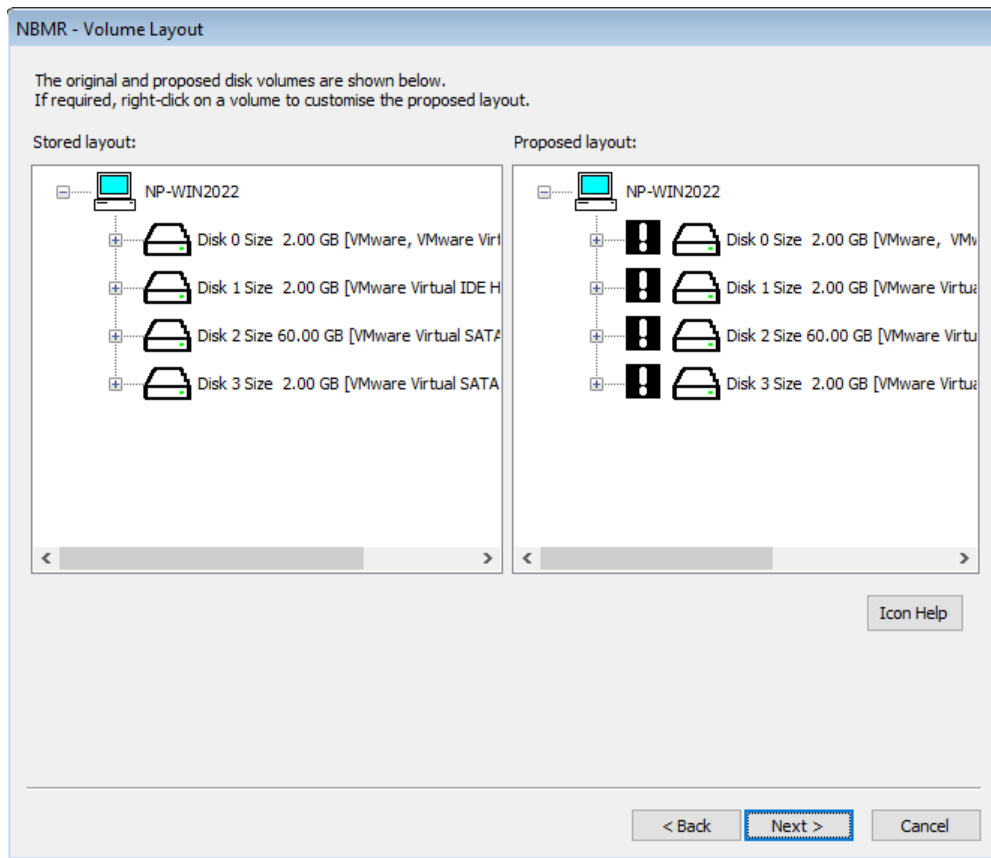 NBMR - Volume Layout
The original and proposed disk volumes are shown below.
If required, right-click on a volume to customise the proposed layout.
Stored layout:
NP-WIN2022
Disk 0 Size 2.00 GB [VMware, VMware Virt
Disk 1 Size 2.00 GB [VMware Virtual IDE H
Disk 2 Size 60.00 GB [VMware Virtual SATA
Disk 3 Size 2.00 GB [VMware Virtual SATA
Proposed layout:
NP-WIN2022
Disk 0 Size 2.00 GB [VMware, VMw
Disk 1 Size 2.00 GB [VMware Virtua
Disk 2 Size 60.00 GB [VMware Virtu
Disk 3 Size 2.00 GB [VMware Virtua
Icon Help
< Back
Next >
Cancel